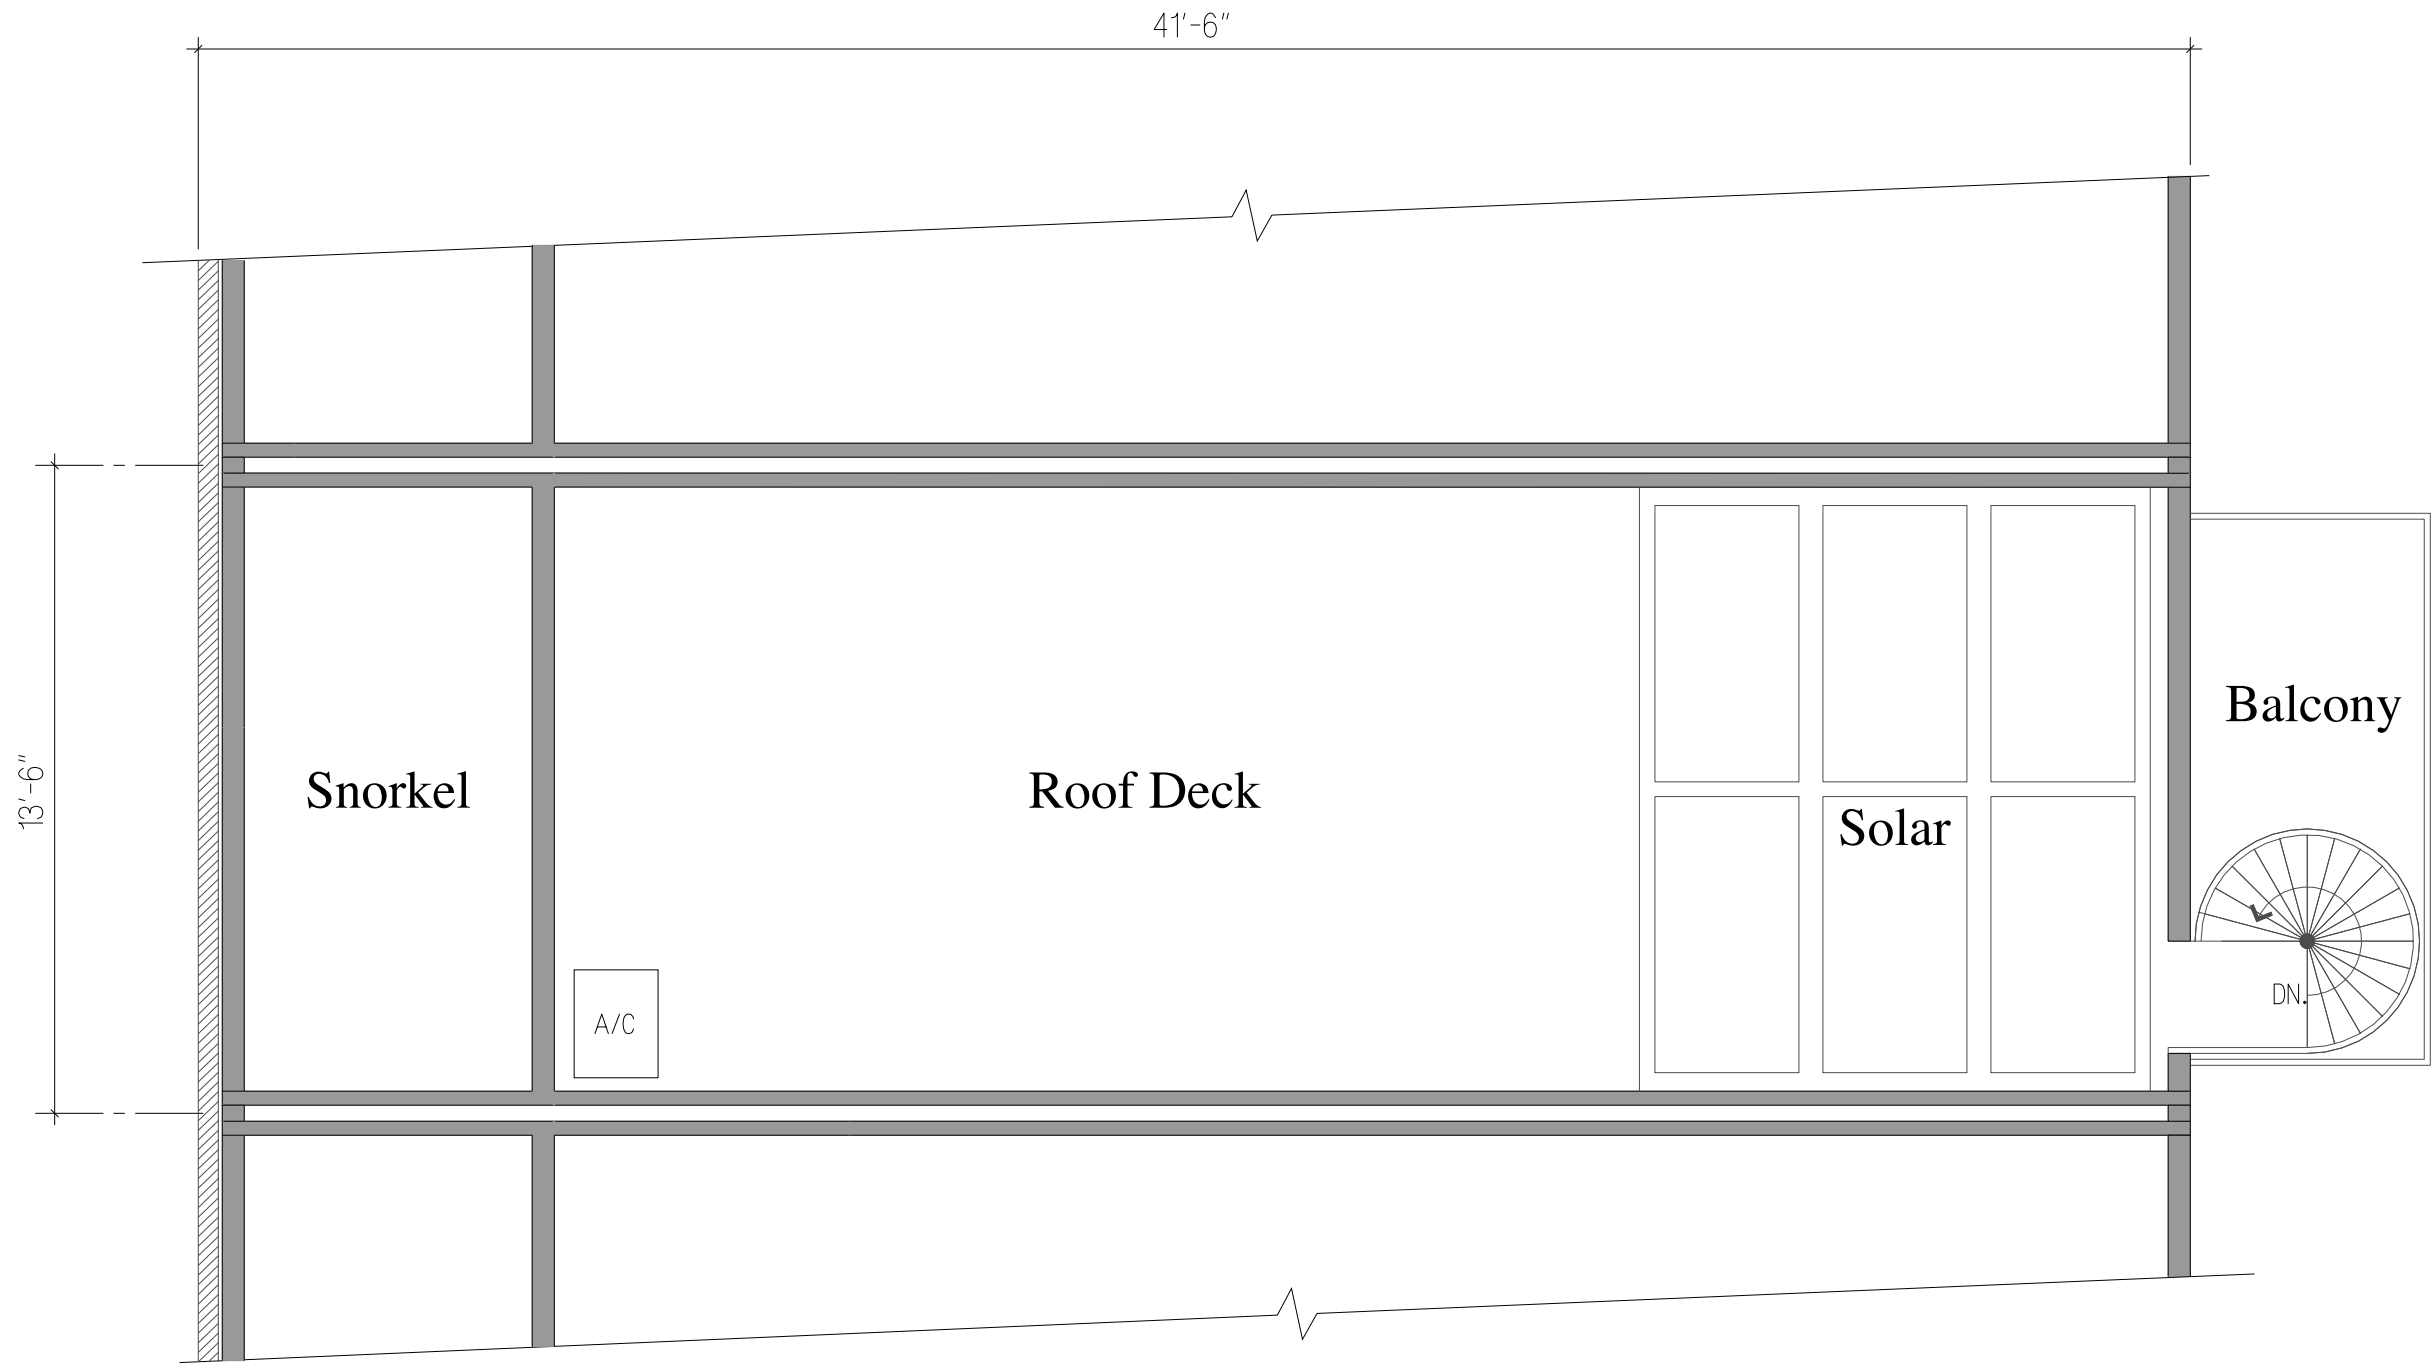 41'-6"
13'-6"
Snorkel
Roof Deck
Solar
Balcony
A/C
DN.